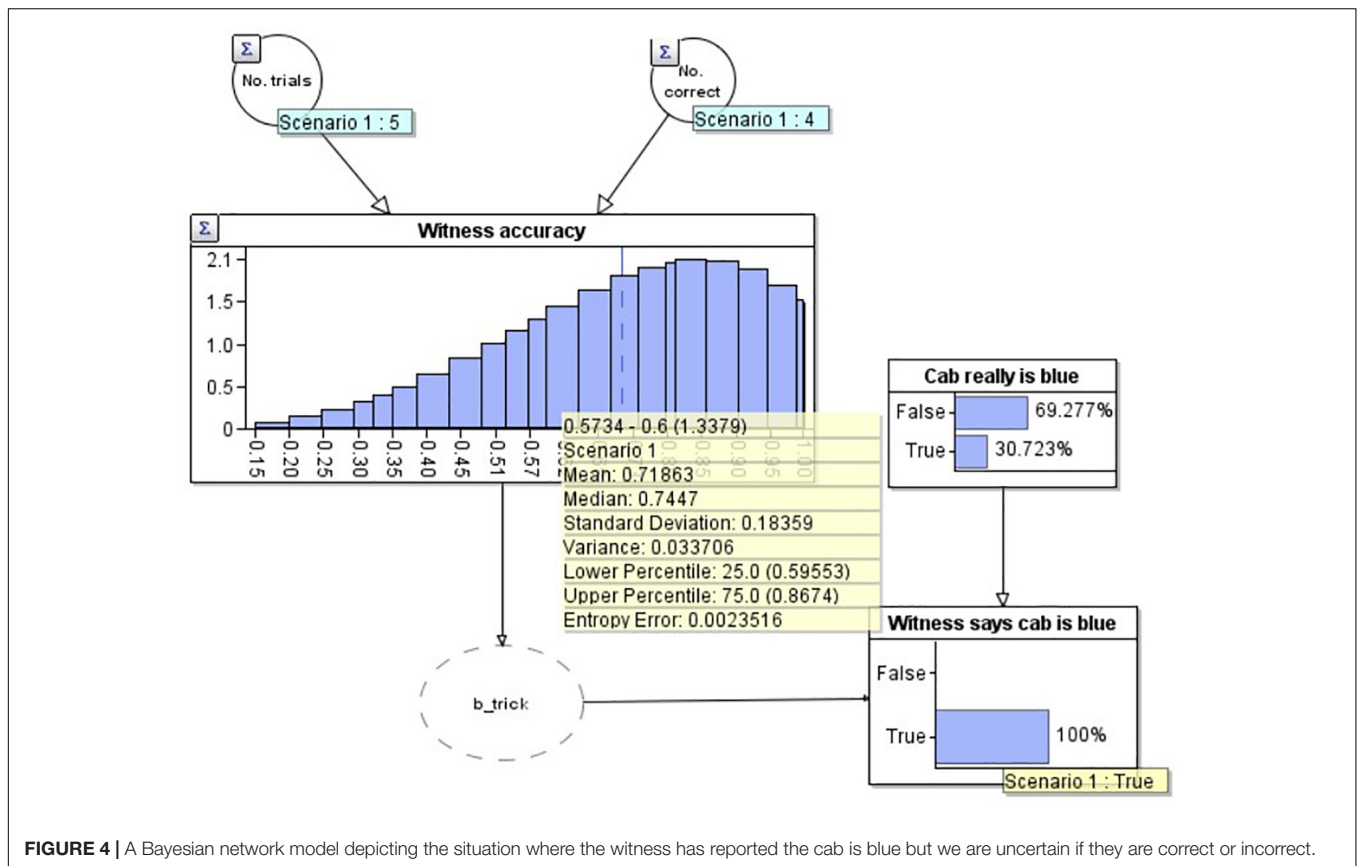 Σ
No. trials
Scenario 1 : 5
Σ
No.
correct
Scenario 1 : 4
Σ
Witness accuracy
2.1
1.5
1.0
0.5
0
0.15
0.20
0.25
0.30
0.35
0.40
0.45
0.51
0.57
0.80
0.85
0.90
0.95
1.00
0.5734 - 0.6 (1.3379)
Scenario 1
Mean: 0.71863
Median: 0.7447
Standard Deviation: 0.18359
Variance: 0.033706
Lower Percentile: 25.0 (0.59553)
Upper Percentile: 75.0 (0.8674)
Entropy Error: 0.0023516
Cab really is blue
False
69.277%
True
30.723%
b_trick
Witness says cab is blue
False
True
100%
Scenario 1 : True
FIGURE 4 | A Bayesian network model depicting the situation where the witness has reported the cab is blue but we are uncertain if they are correct or incorrect.